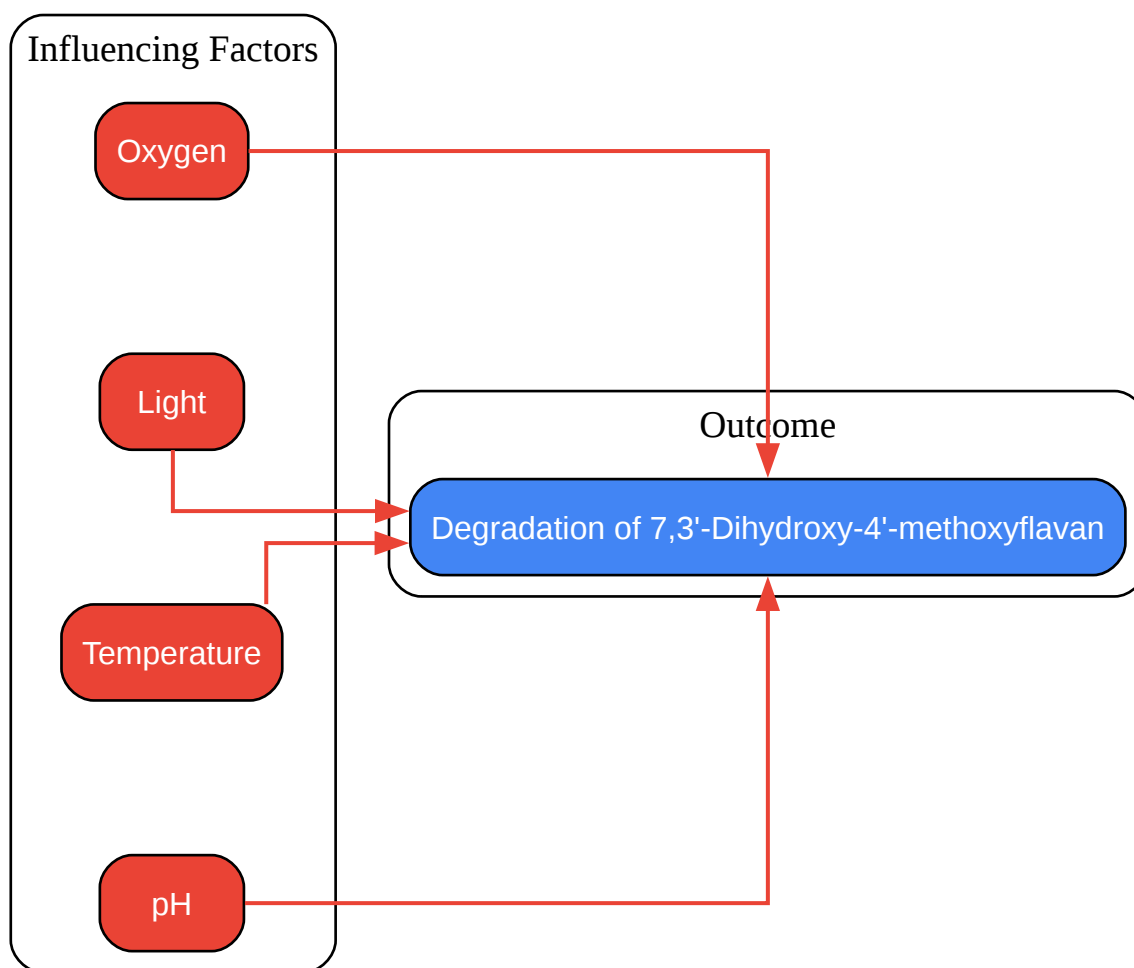 Influencing Factors
Oxygen
Light
Outcome
Degradation of 7,3'-Dihydroxy-4'-methoxyflavan
Temperature
pH